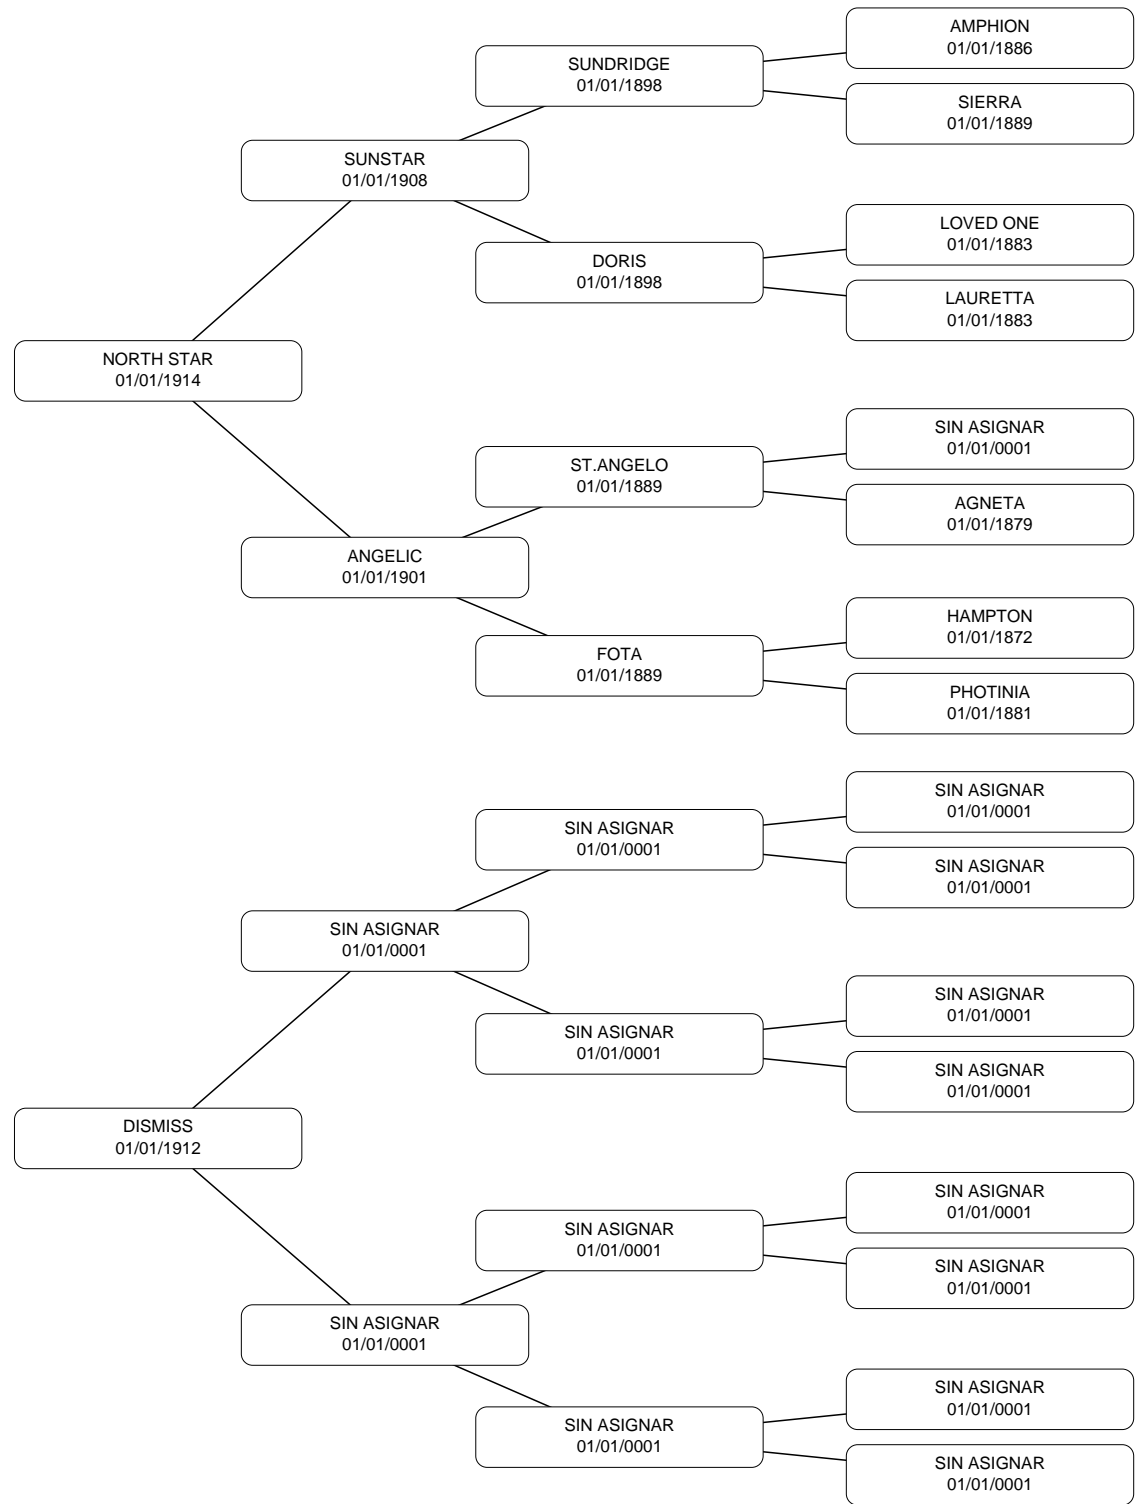 AMPHION
01/01/1886
SUNDRIDGE
01/01/1898
SIERRA
01/01/1889
SUNSTAR
01/01/1908
LOVED ONE
01/01/1883
DORIS
01/01/1898
LAURETTA
01/01/1883
NORTH STAR
01/01/1914
SIN ASIGNAR
01/01/0001
ST.ANGELO
01/01/1889
AGNETA
01/01/1879
ANGELIC
01/01/1901
HAMPTON
01/01/1872
FOTA
01/01/1889
PHOTINIA
01/01/1881
SIN ASIGNAR
01/01/0001
SIN ASIGNAR
01/01/0001
SIN ASIGNAR
01/01/0001
SIN ASIGNAR
01/01/0001
SIN ASIGNAR
01/01/0001
SIN ASIGNAR
01/01/0001
SIN ASIGNAR
01/01/0001
DISMISS
01/01/1912
SIN ASIGNAR
01/01/0001
SIN ASIGNAR
01/01/0001
SIN ASIGNAR
01/01/0001
SIN ASIGNAR
01/01/0001
SIN ASIGNAR
01/01/0001
SIN ASIGNAR
01/01/0001
SIN ASIGNAR
01/01/0001